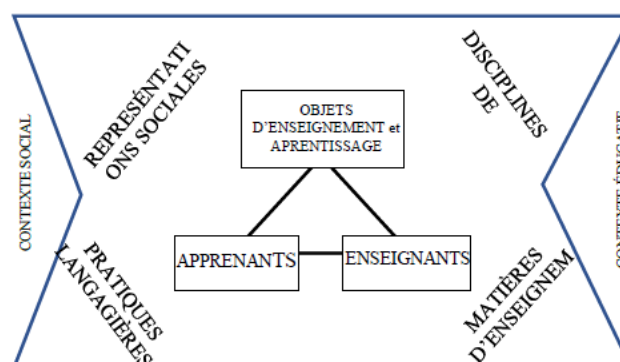 REPRÉSENTATI
ONS SOCIALES
DISCIPLINES
DE
OBJETS
D'ENSEIGNEMENT et
APRENTISSAGE
CONTEXTE SOCIAL
APPRENANTS
ENSEIGNANTS
PRATIQUES
LANGAGIÈRES
MATIÈRES
D'ENSEIGNEM